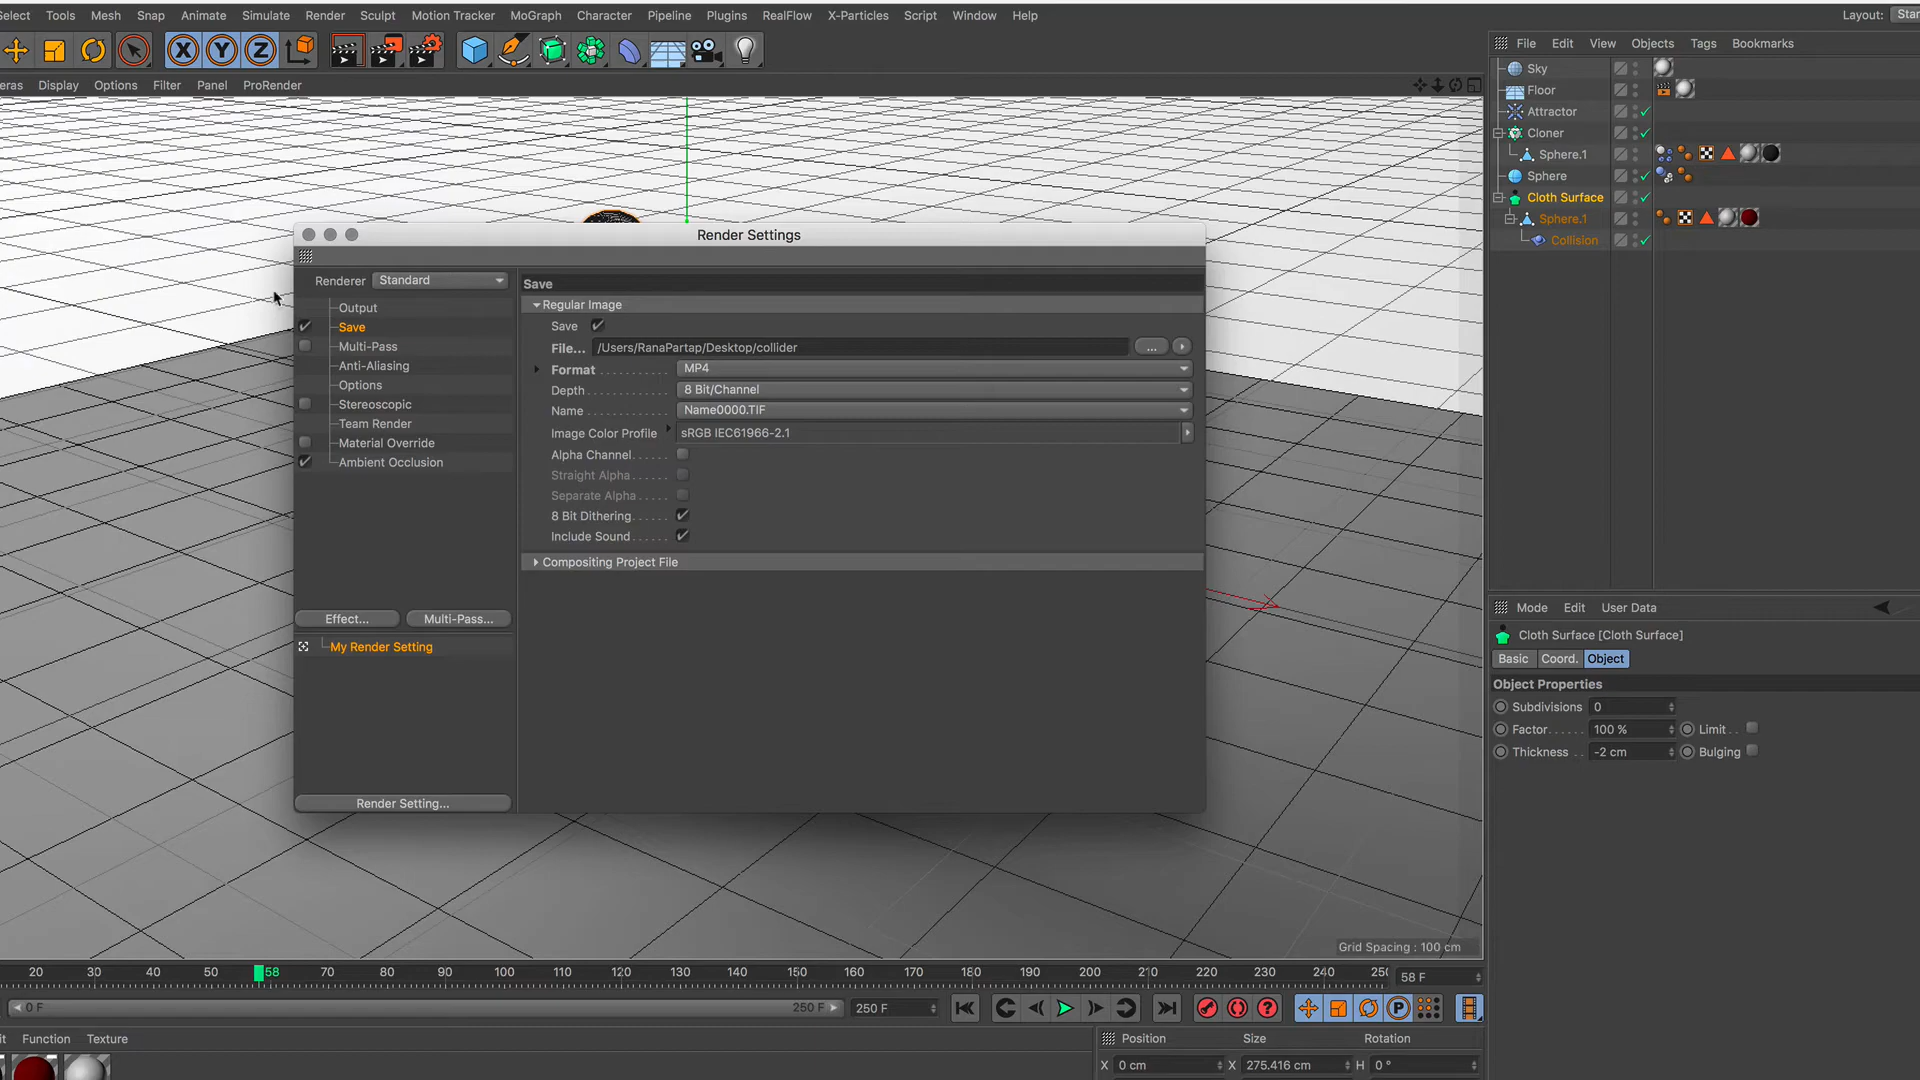 Select Tools Mesh Snap Animate Simulate Render Sculpt Motion Tracker MoGraph Character Pipeline Plugins RealFlow X-Particles Script Window Help Layout:
X Y Z
File Edit View Objects Tags Bookmarks
Display Options Filter Panel ProRender
Sky
Floor
Attractor
Cloner
Sphere.1
Sphere
Cloth Surface
Sphere.1
Collision
Render Settings
Renderer Standard
Output
Save
Multi-Pass
Anti-Aliasing
Options
Stereoscopic
Team Render
Material Override
Ambient Occlusion
Effect... Multi-Pass...
My Render Setting
Render Setting...
Save
Regular Image
Save
File... /Users/RanaPartap/Desktop/collider ...
Format MP4
Depth 8 Bit/Channel
Name Name0000.TIF
Image Color Profile sRGB IEC61966-2.1
Alpha Channel
Straight Alpha
Separate Alpha
8 Bit Dithering
Include Sound
Compositing Project File
Mode Edit User Data
Cloth Surface [Cloth Surface]
Basic Coord. Object
Object Properties
Subdivisions 0
Factor 100 % Limit
Thickness -2 cm Bulging
Grid Spacing : 100 cm
20 30 40 50 58 70 80 90 100 110 120 130 140 150 160 170 180 190 200 210 220 230 240 58 F
0 F 250 F 250 F
Function Texture
Position Size Rotation
X 0 cm X 275.416 cm H 0 °